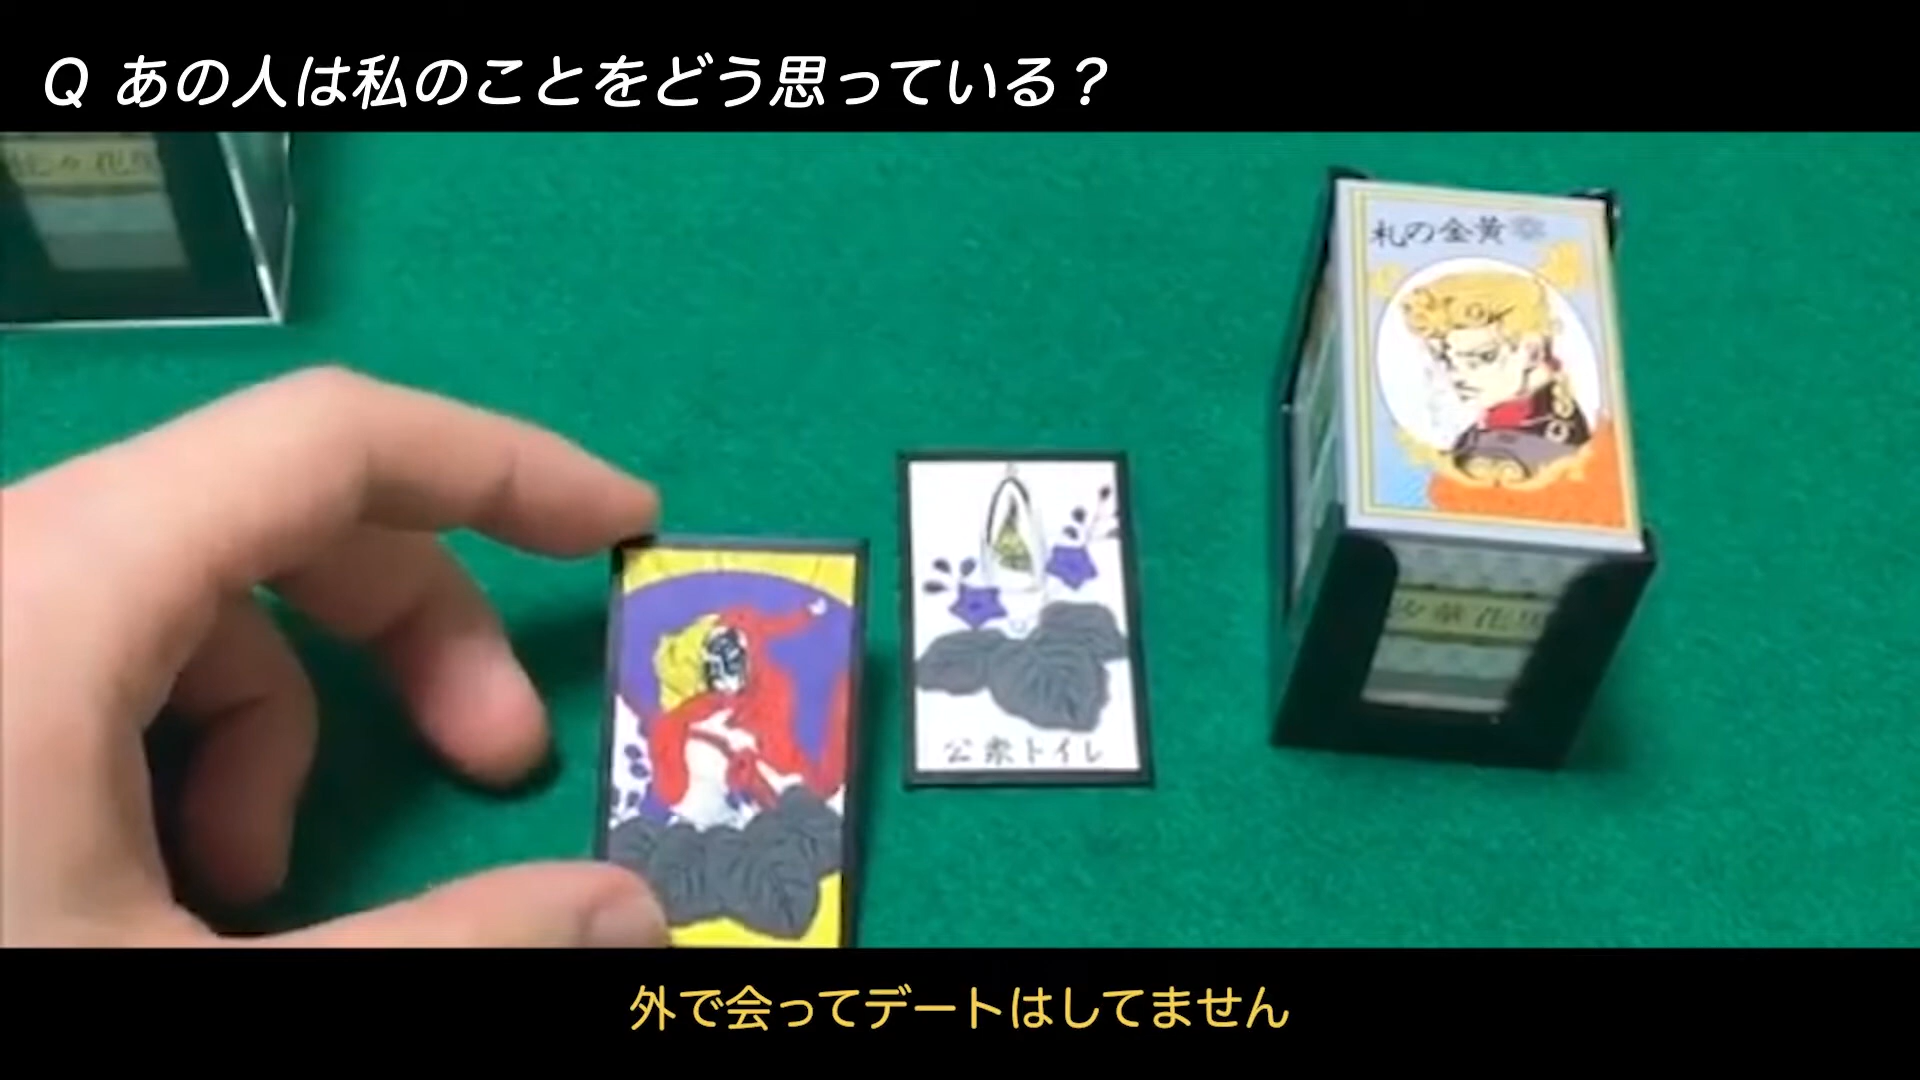 Q あの人は私のことをどう思っている？
札の金黄
公衆トイレ
外で会ってデートはしてません